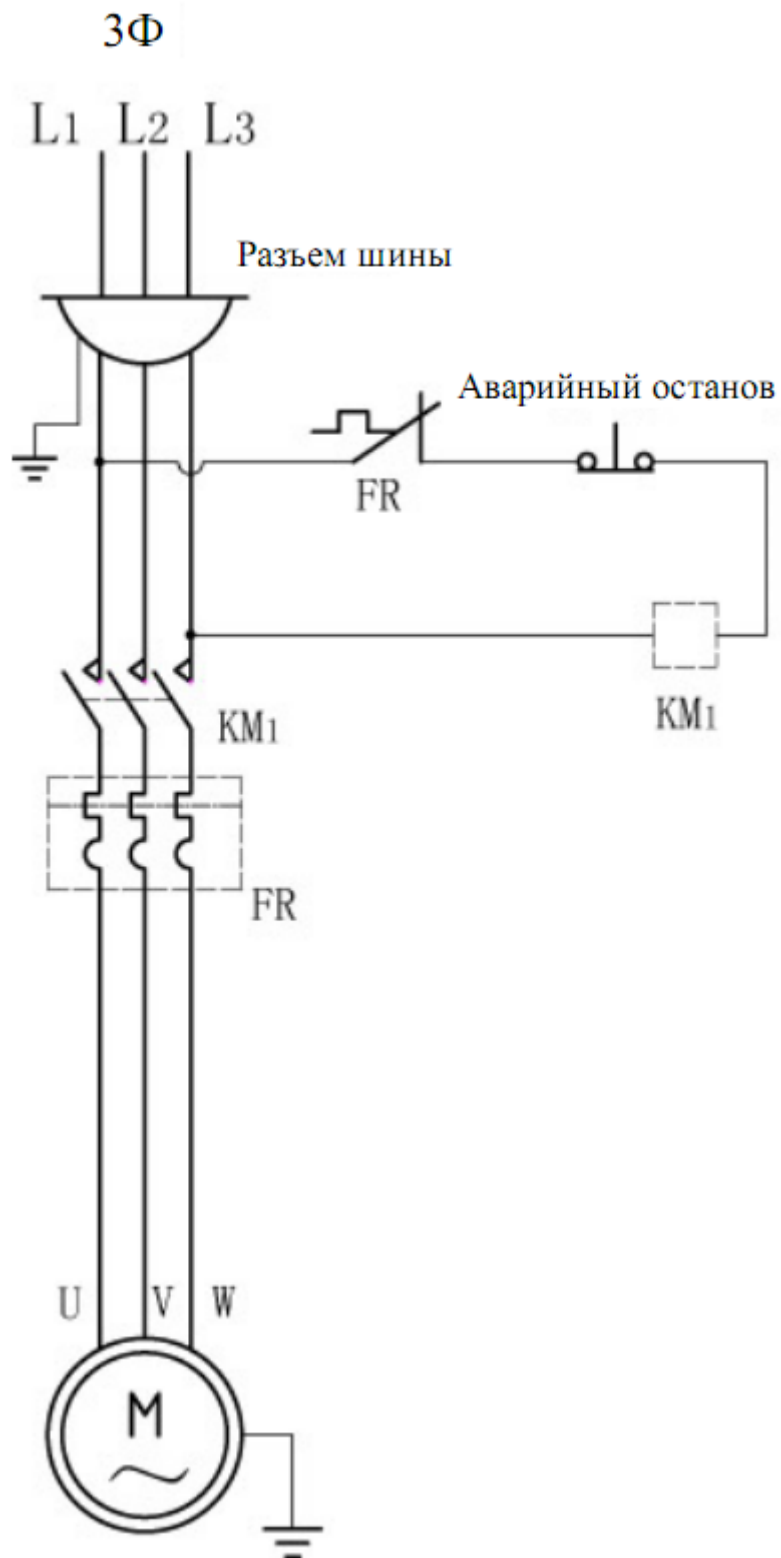 3Ф
L1 L2 L3
Разъем шины
Аварийный останов
FR
KM1
KM1
FR
U V W
M